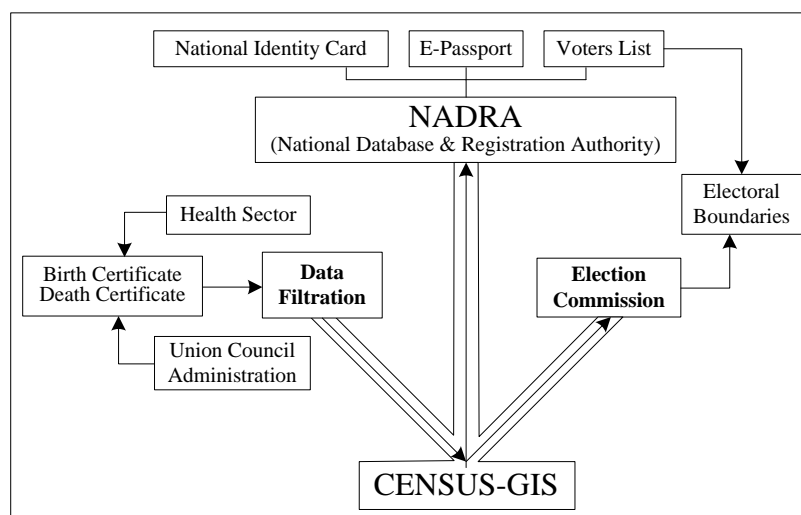 National Identity Card
E-Passport
Voters List
NADRA
(National Database & Registration Authority)
Electoral
Boundaries
Health Sector
Birth Certificate
Death Certificate
Data
Filtration
Election
Commission
Union Council
Administration
CENSUS-GIS